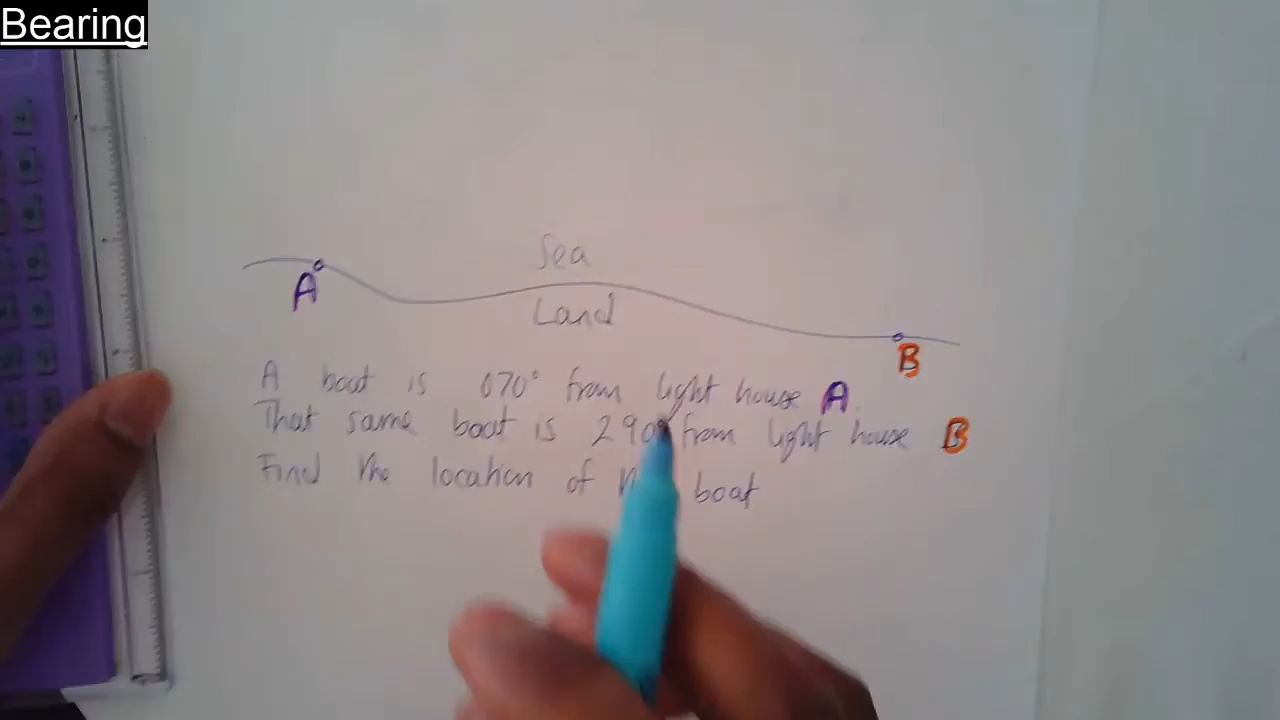 Bearing
Sea
A
Land
B
A boat is 070° from light house A.
That same boat is 290° from light house B
Find the location of boat